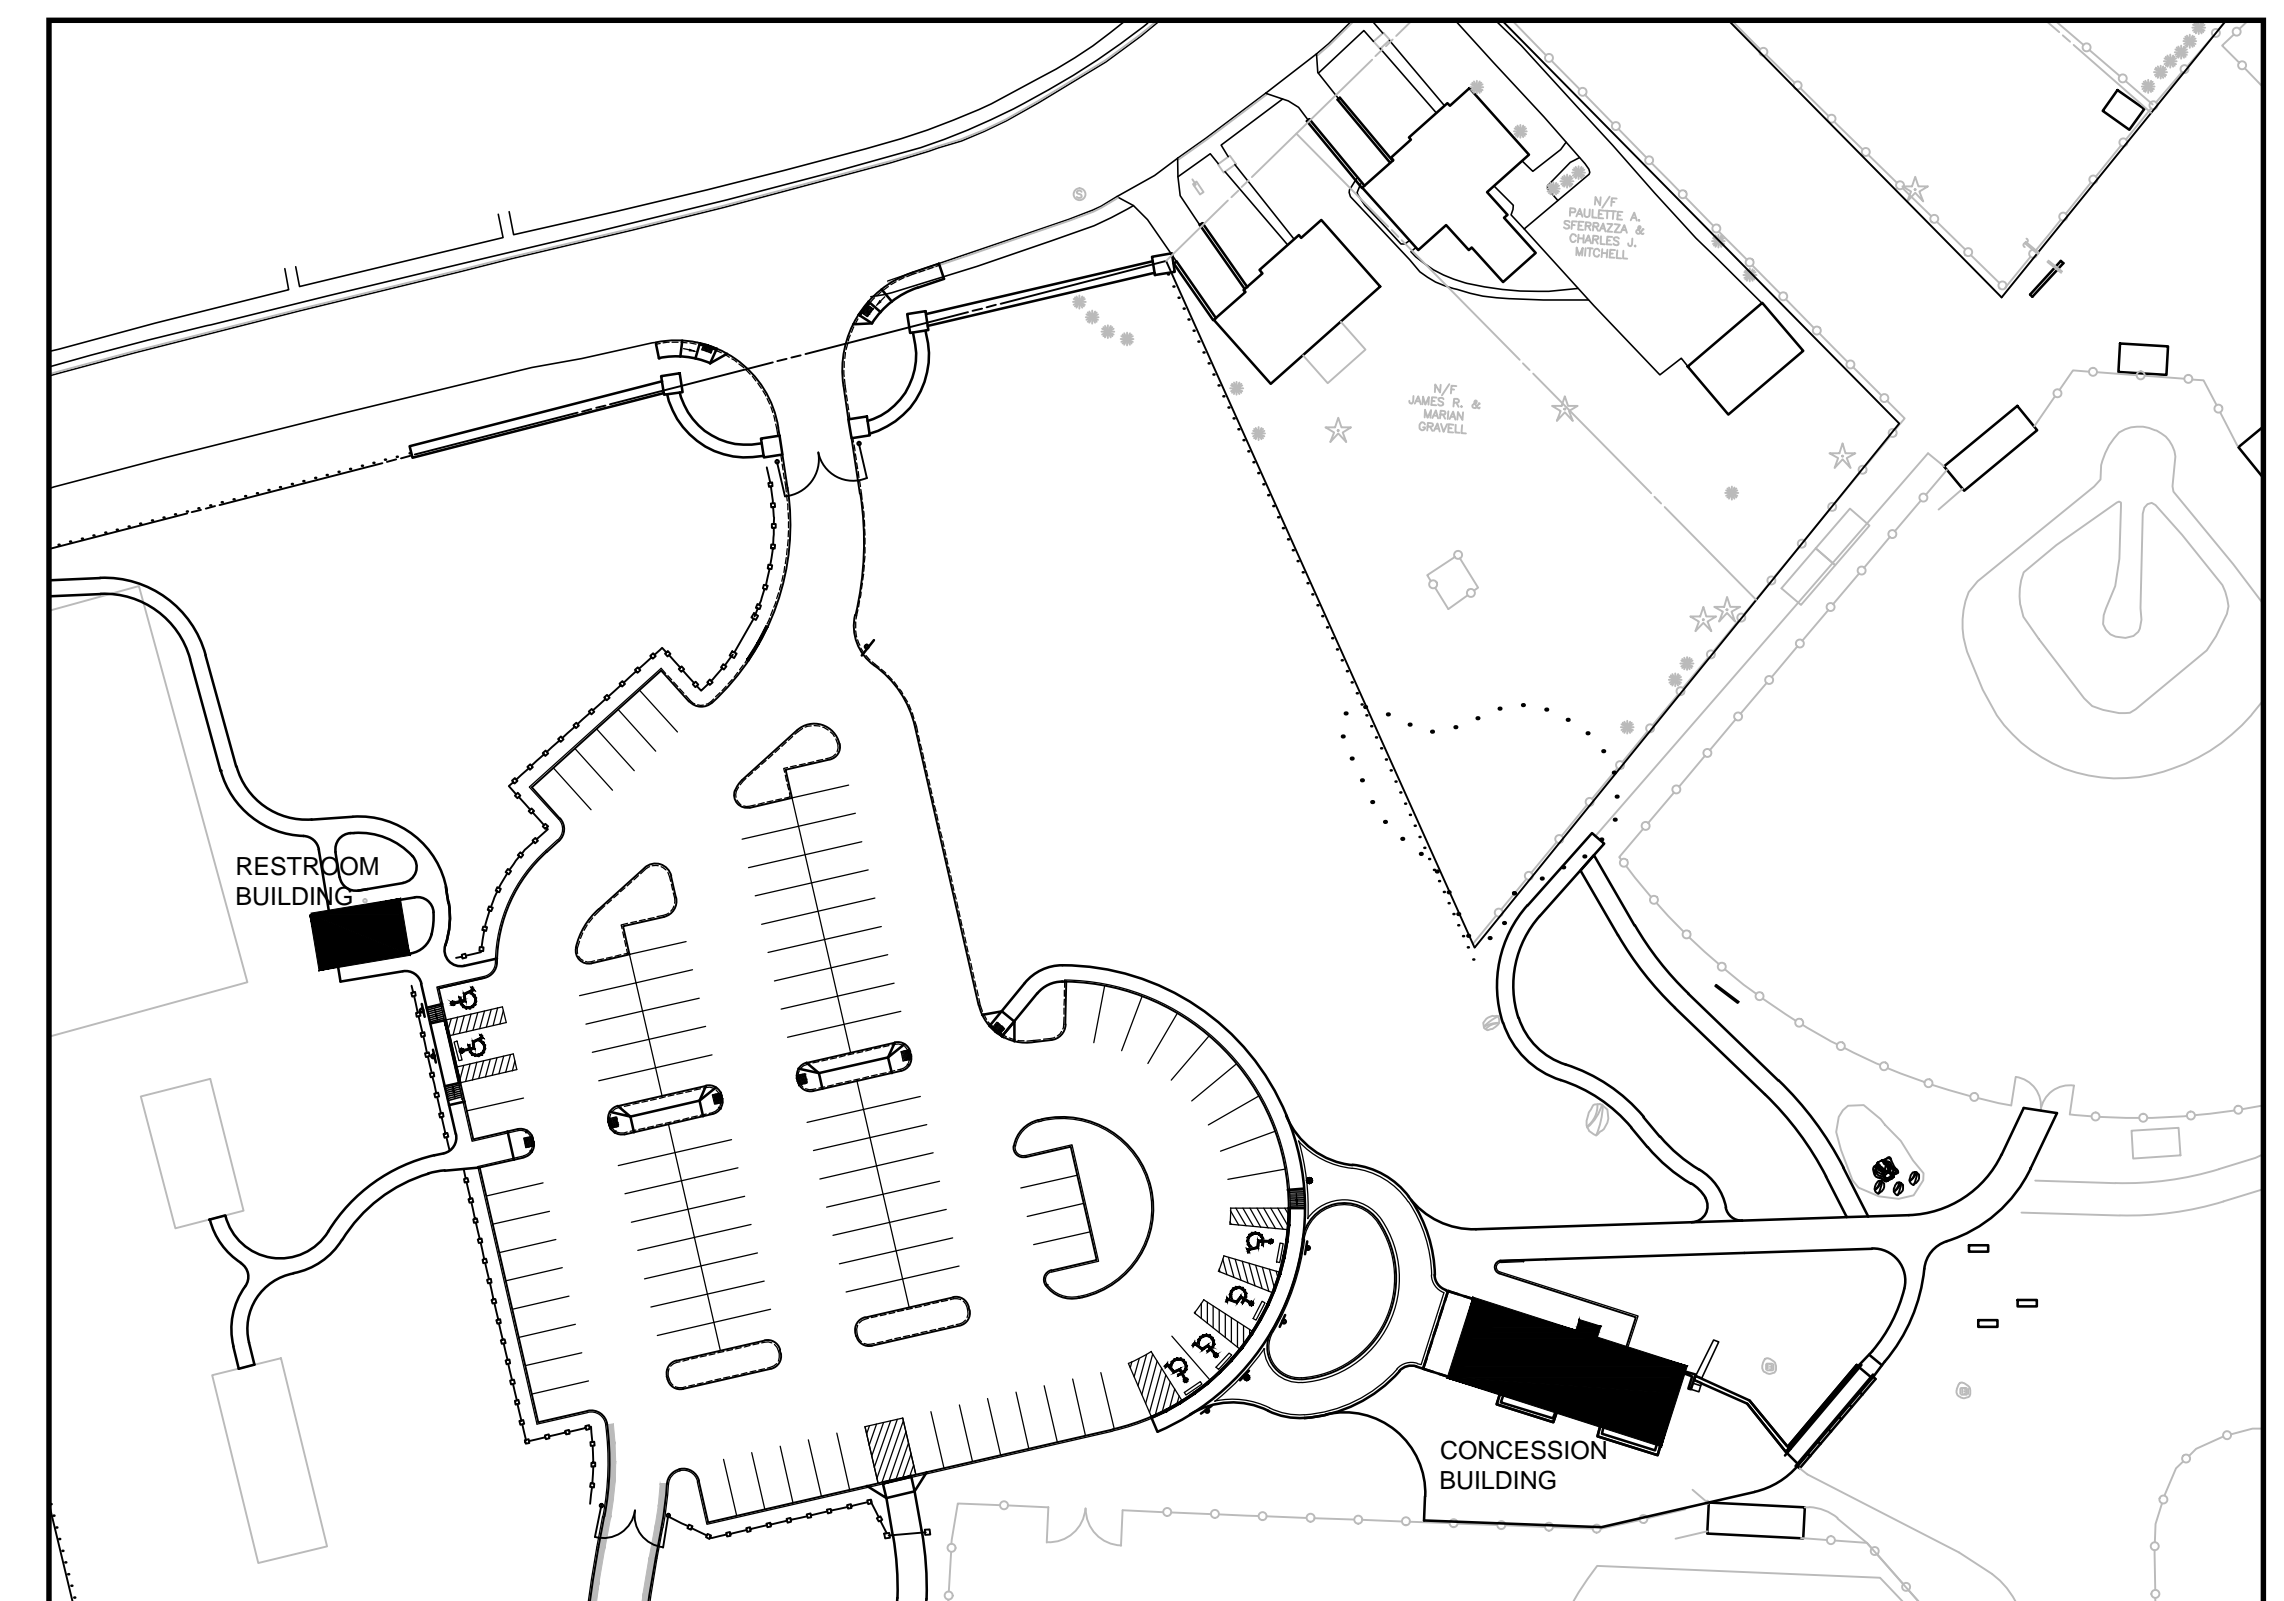 N/F
PAULETTE A.
SFERRAZZA &
CHARLES J.
MITCHELL
N/F
JAMES R. &
MARIAN
GRAVELL
RESTROOM
BUILDING
CONCESSION
BUILDING
S